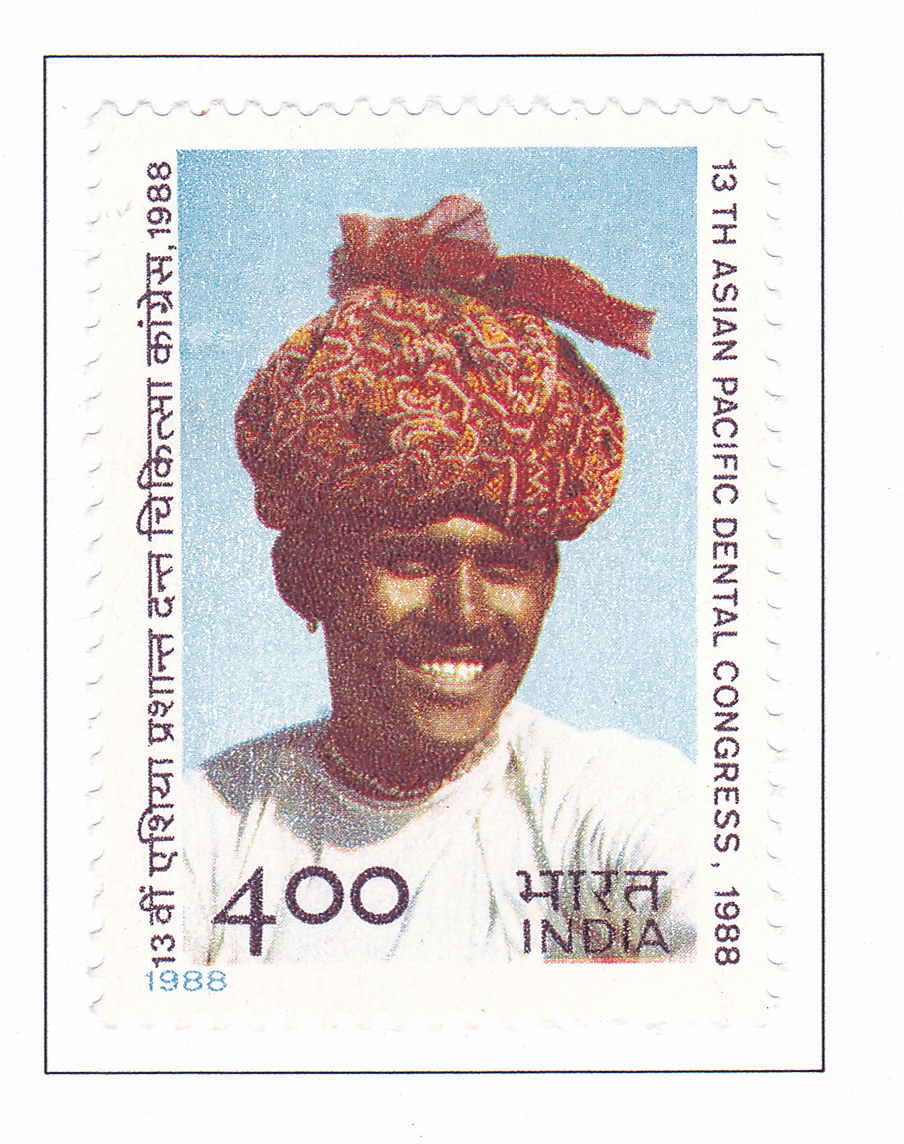 13 वीं एशिया प्रशान्त दन्त चिकित्सा कांग्रेस, 1988
13 TH ASIAN PACIFIC DENTAL CONGRESS, 1988
400
भारत
INDIA
1988